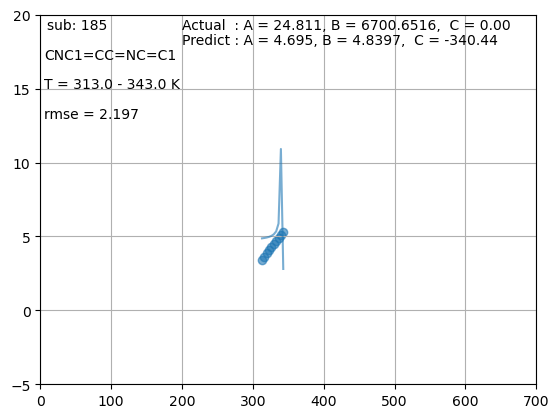 sub: 185
Actual  : A = 24.811, B = 6700.6516,  C = 0.00
Predict : A = 4.695, B = 4.8397,  C = -340.44
CNC1=CC=NC=C1
T = 313.0 - 343.0 K
rmse = 2.197
20
15
10
5
0
−5
0 100 200 300 400 500 600 700